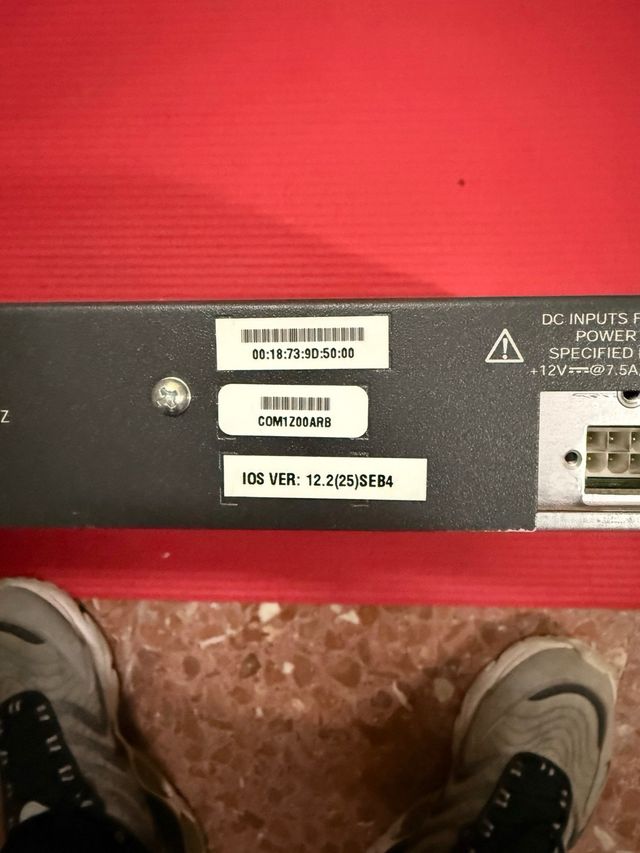 00:18:73:9D:50:00
COM1Z00ARB
IOS VER: 12.2(25)SEB4
Z
DC INPUTS F
POWER
SPECIFIED
+12V @7.5A